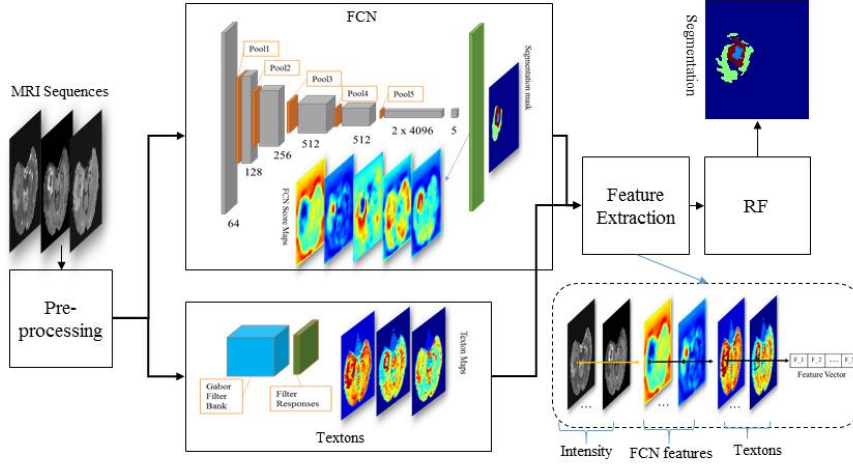 FCN
Segmentation
MRI Sequences
Pool1
Pool2
Pool3
Pool4
Pool5
Segmentation mask
64
128
256
512
512
2 x 4096
5
FCN Score Maps
Pre-
processing
Feature
Extraction
RF
Gabor
Filter
Bank
Filter
Responses
Texton Maps
Textons
F_1 F_2 ...
Feature Vector
... ... ...
Intensity
FCN features
Textons